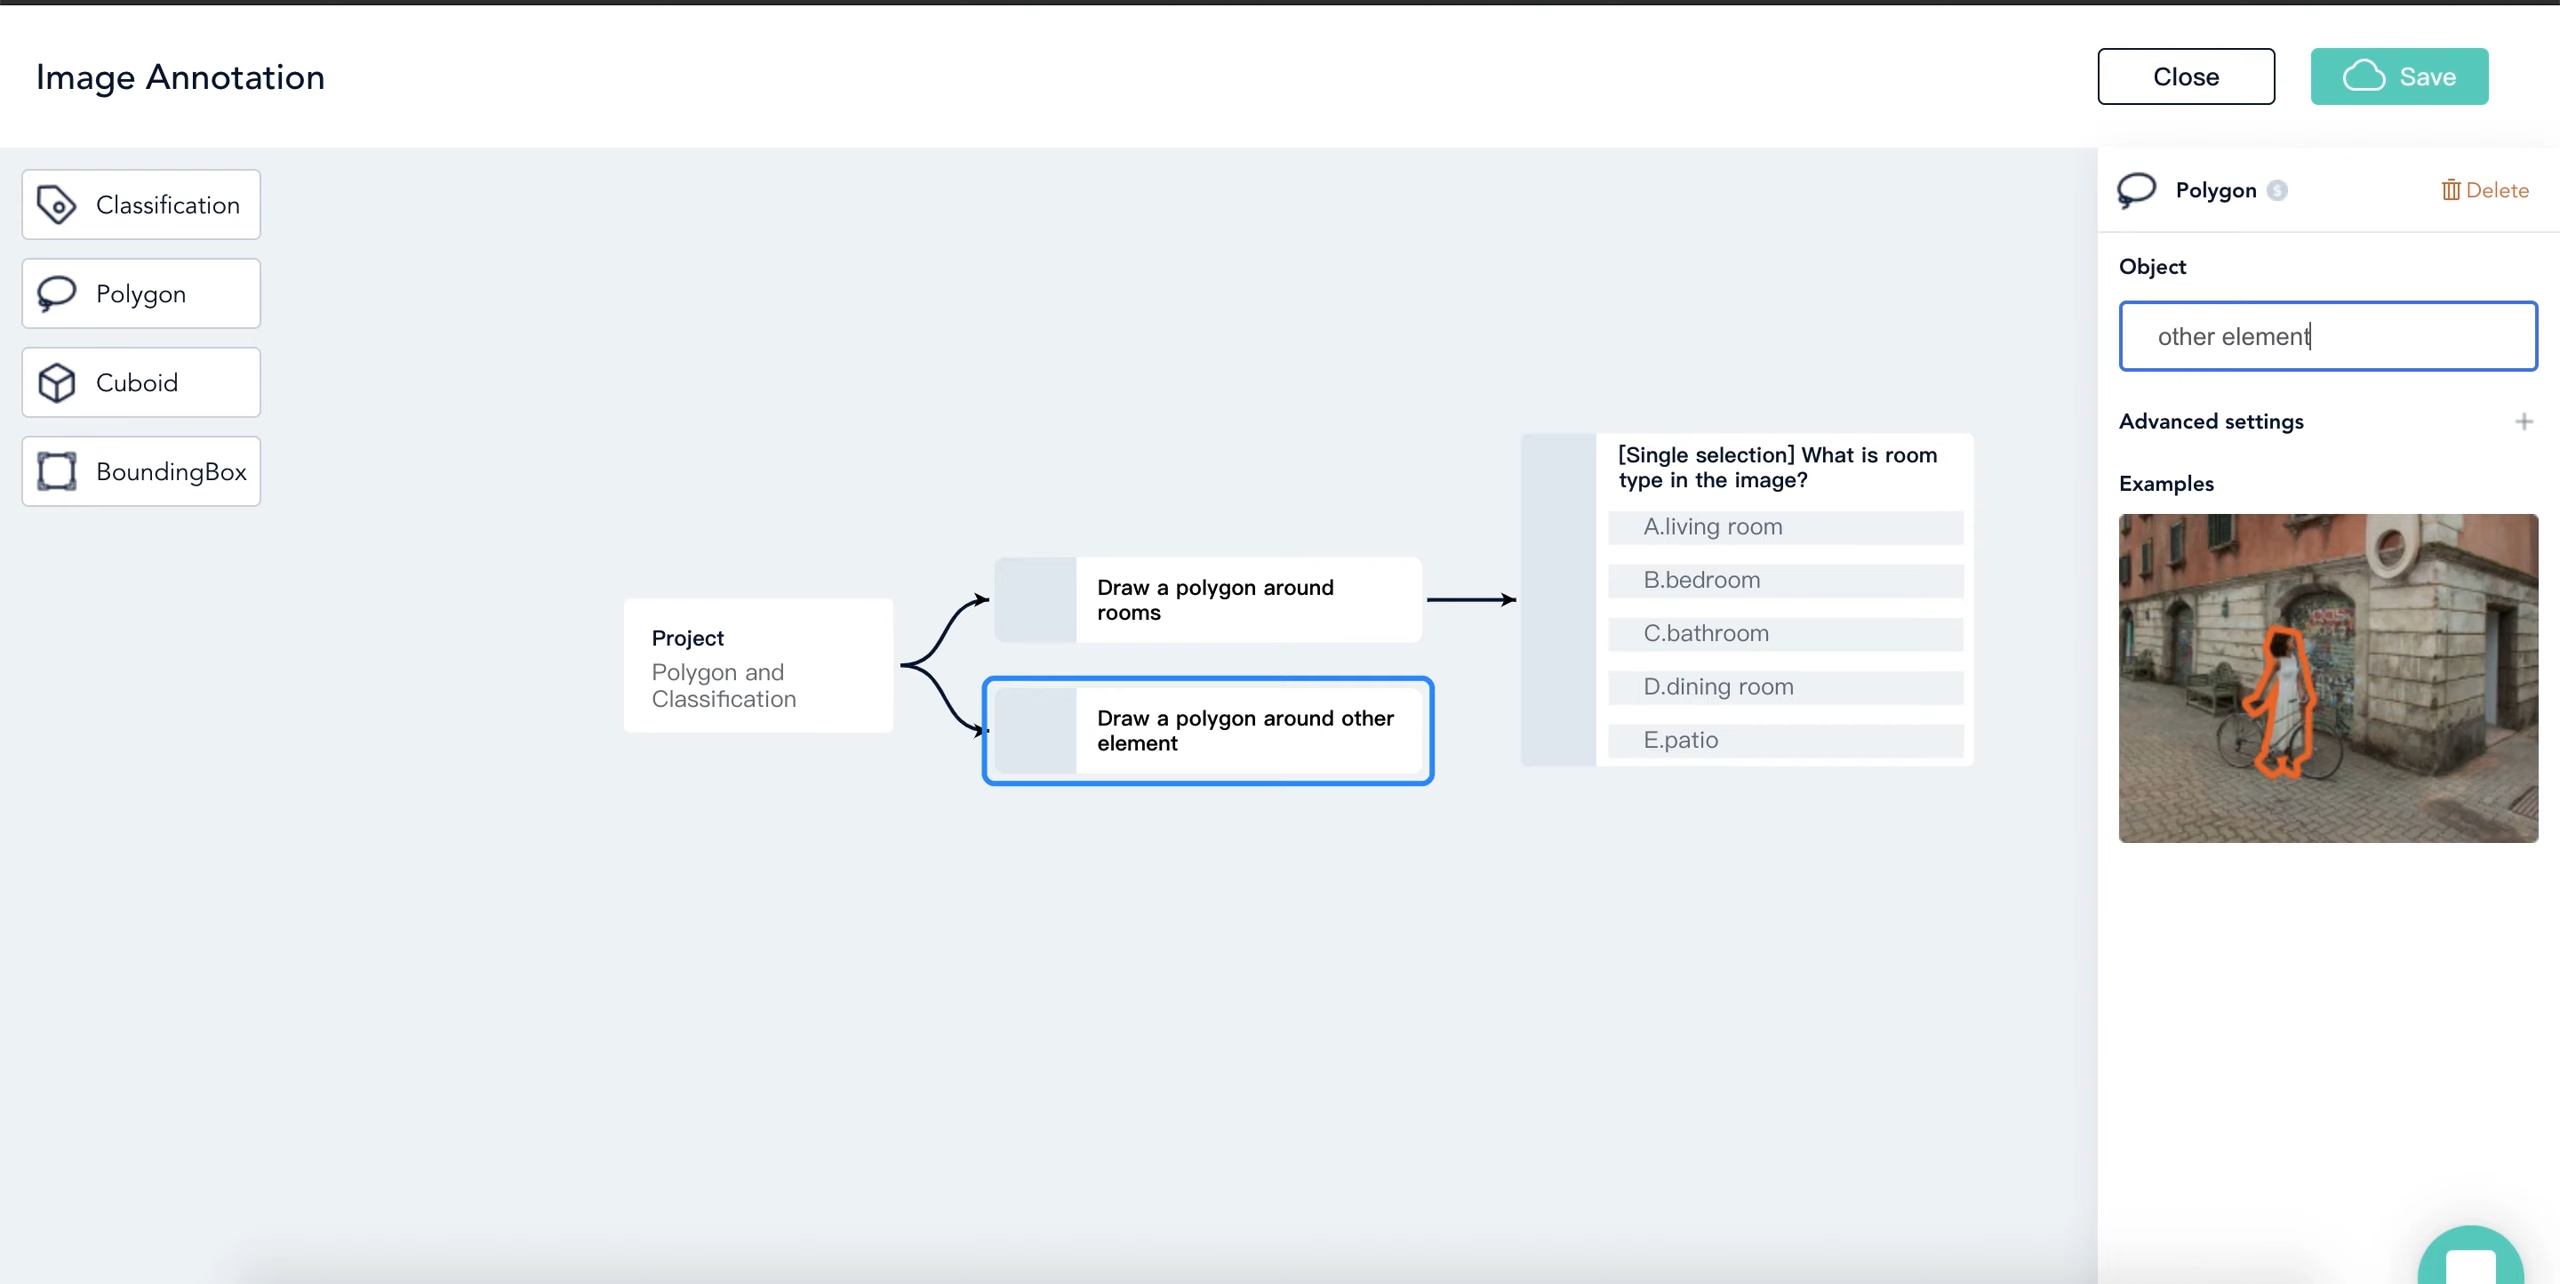 Image Annotation
Close
Save
Classification
Polygon
Cuboid
BoundingBox
Project
Polygon and
Classification
Draw a polygon around
rooms
Draw a polygon around other
element
[Single selection] What is room
type in the image?
A.living room
B.bedroom
C.bathroom
D.dining room
E.patio
Polygon S
Delete
Object
other element
Advanced settings
Examples